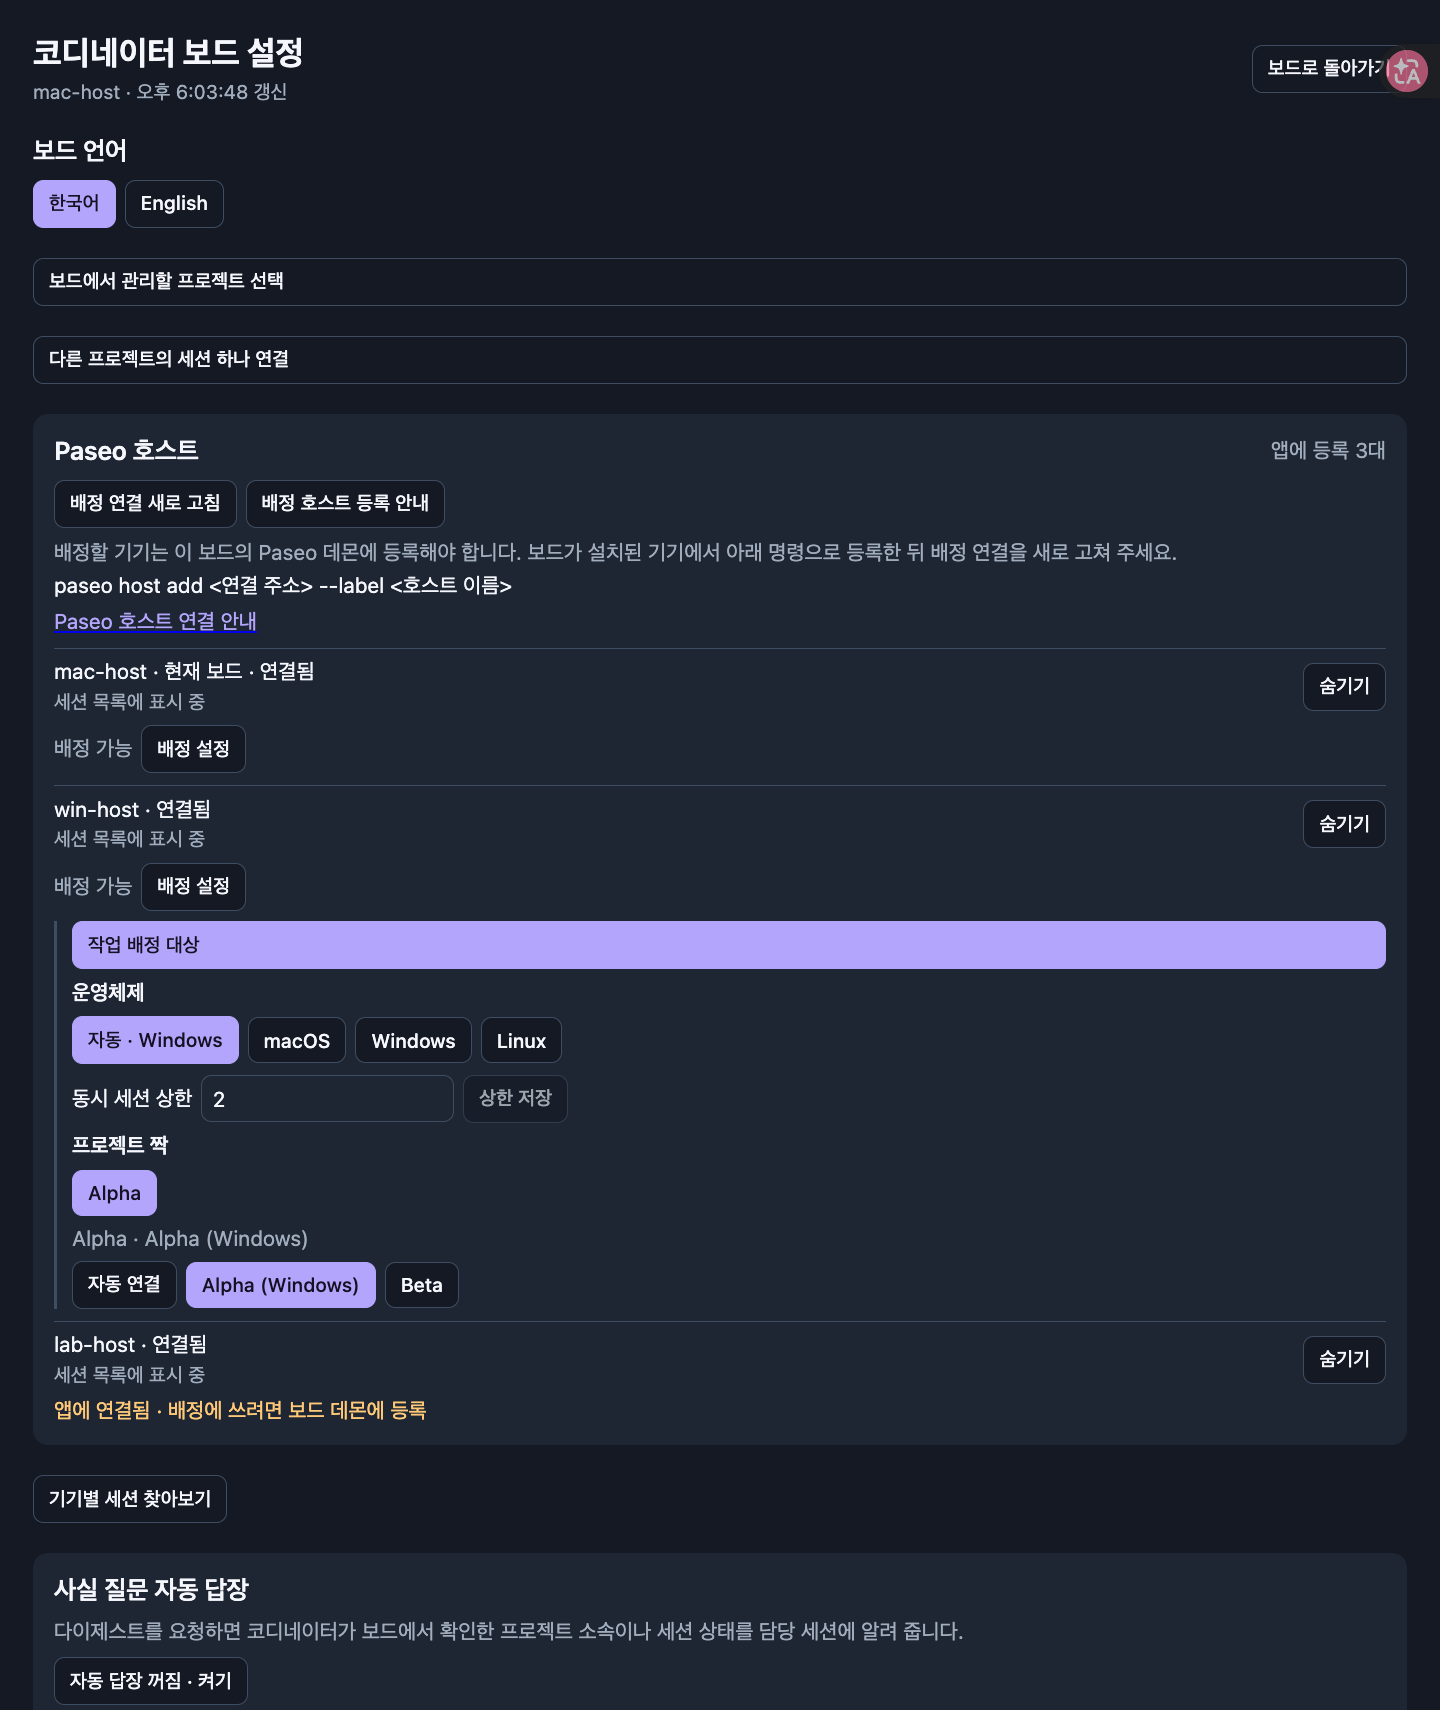 코디네이터 보드 설정
mac-host · 오후 6:03:48 갱신
보드로 돌아가기
보드 언어
한국어
English
보드에서 관리할 프로젝트 선택
다른 프로젝트의 세션 하나 연결
Paseo 호스트
앱에 등록 3대
배정 연결 새로 고침
배정 호스트 등록 안내
배정할 기기는 이 보드의 Paseo 데몬에 등록해야 합니다. 보드가 설치된 기기에서 아래 명령으로 등록한 뒤 배정 연결을 새로 고쳐 주세요.
paseo host add <연결 주소> --label <호스트 이름>
Paseo 호스트 연결 안내
mac-host · 현재 보드 · 연결됨
세션 목록에 표시 중
숨기기
배정 가능
배정 설정
win-host · 연결됨
세션 목록에 표시 중
숨기기
배정 가능
배정 설정
작업 배정 대상
운영체제
자동 · Windows
macOS
Windows
Linux
동시 세션 상한
2
상한 저장
프로젝트 짝
Alpha
Alpha · Alpha (Windows)
자동 연결
Alpha (Windows)
Beta
lab-host · 연결됨
세션 목록에 표시 중
숨기기
앱에 연결됨 · 배정에 쓰려면 보드 데몬에 등록
기기별 세션 찾아보기
사실 질문 자동 답장
다이제스트를 요청하면 코디네이터가 보드에서 확인한 프로젝트 소속이나 세션 상태를 담당 세션에 알려 줍니다.
자동 답장 꺼짐 · 켜기